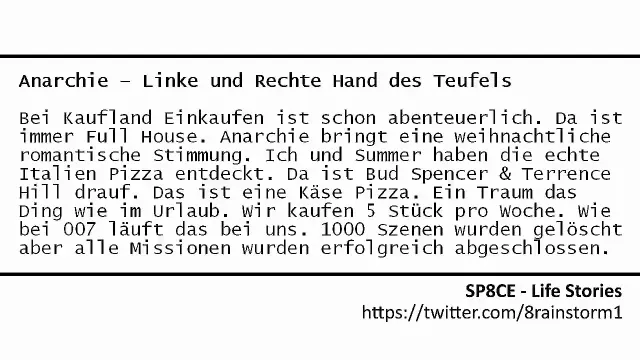 Anarchie – Linke und Rechte Hand des Teufels
Bei Kaufland Einkaufen ist schon abenteuerlich. Da ist
immer Full House. Anarchie bringt eine weihnachtliche
romantische Stimmung. Ich und Summer haben die echte
Italien Pizza entdeckt. Da ist Bud Spencer & Terrence
Hill drauf. Das ist eine Käse Pizza. Ein Traum das
Ding wie im Urlaub. Wir kaufen 5 Stück pro Woche. Wie
bei 007 läuft das bei uns. 1000 Szenen wurden gelöscht
aber alle Missionen wurden erfolgreich abgeschlossen.
SP8CE - Life Stories
https://twitter.com/8rainstorm1